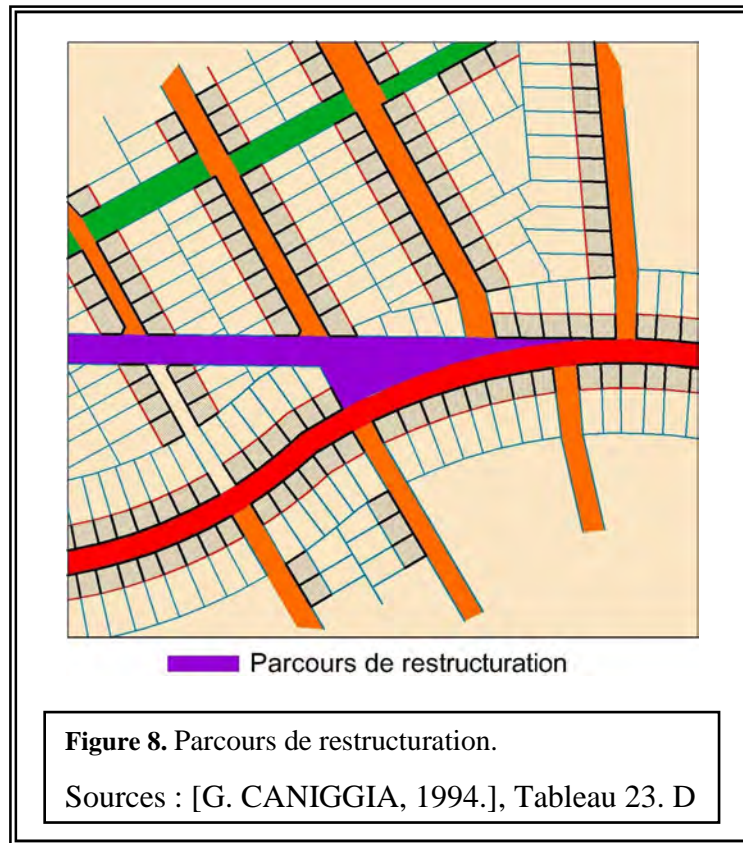 Parcours de restructuration
Figure 8. Parcours de restructuration.
Sources : [G. CANIGGIA, 1994.], Tableau 23. D